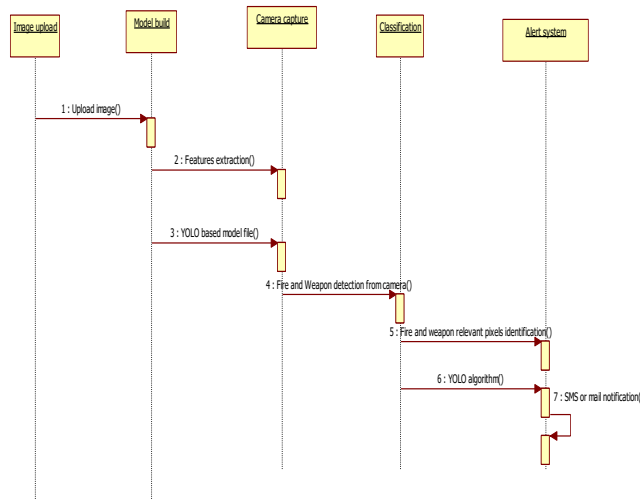 Image upload
Model build
Camera capture
Classification
Alert system
1 : Upload image()
2 : Features extraction()
3 : YOLO based model file()
4 : Fire and Weapon detection from camera()
5 : Fire and weapon relevant pixels identification()
6 : YOLO algorithm()
7 : SMS or mail notification(